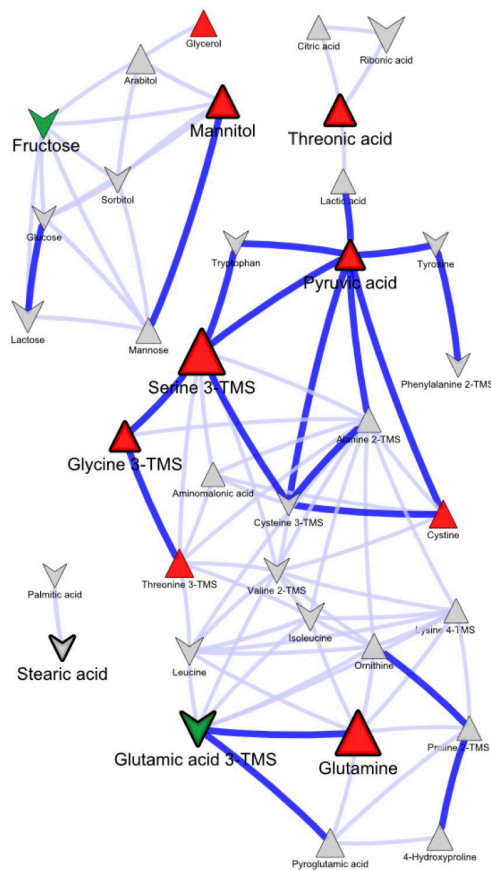 Glycerol
Citric acid
Ribonic acid
Arabitol
Mannitol
Threonic acid
Fructose
Sorbitol
Lactic acid
Glucose
Tryptophan
Tyrosine
Pyruvic acid
Lactose
Mannose
Serine 3-TMS
Phenylalanine 2-TMS
Alanine 2-TMS
Glycine 3-TMS
Aminomalonic acid
Cysteine 3-TMS
Cystine
Threonine 3-TMS
Valine 2-TMS
Palmitic acid
Isoleucine
Lysine 4-TMS
Stearic acid
Leucine
Ornithine
Glutamic acid 3-TMS
Glutamine
Proline 2-TMS
Pyroglutamic acid
4-Hydroxyproline